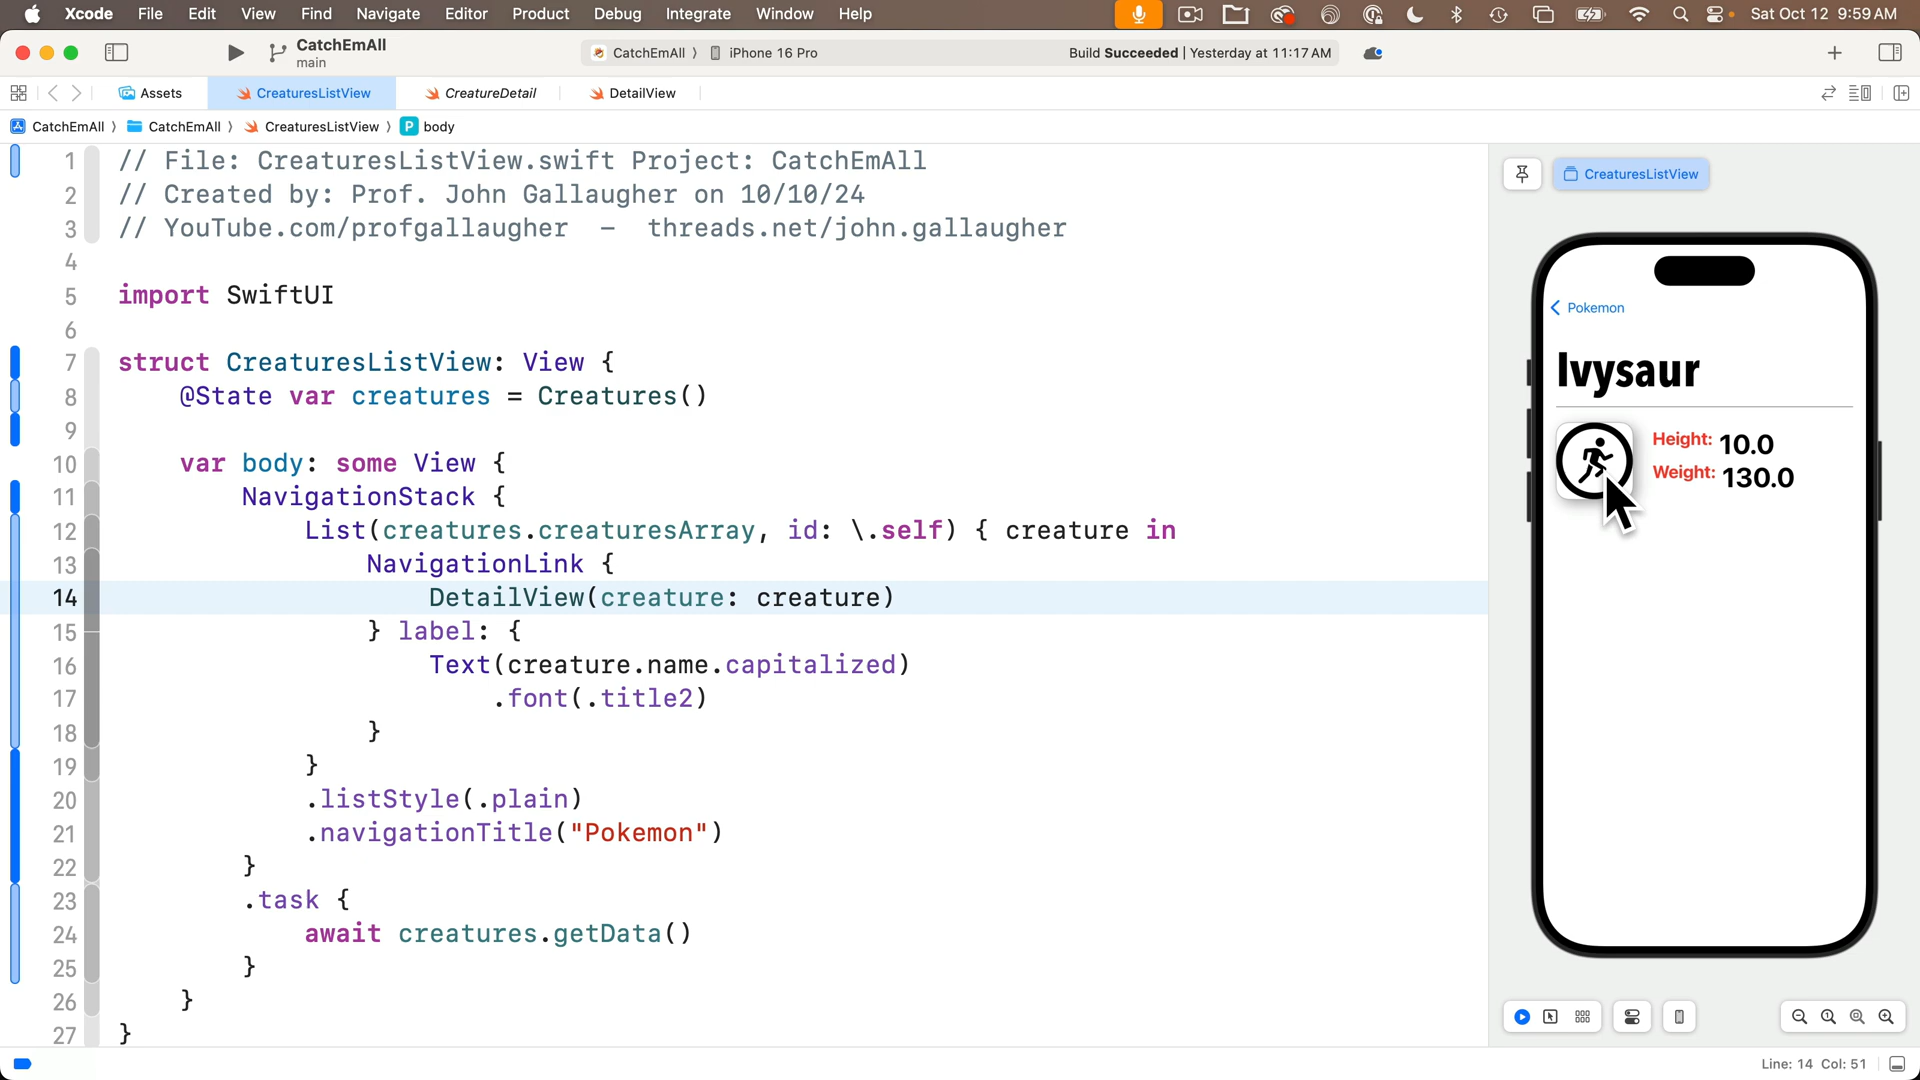 Xcode File Edit View Find Navigate Editor Product Debug Integrate Window Help Sat Oct 12 9:59 AM
CatchEmAll
main
CatchEmAll 〉 iPhone 16 Pro
Build Succeeded | Yesterday at 11:17 AM
Assets CreaturesListView CreatureDetail DetailView
CatchEmAll 〉 CatchEmAll 〉 CreaturesListView 〉 P body
1 // File: CreaturesListView.swift Project: CatchEmAll
2 // Created by: Prof. John Gallaugher on 10/10/24
3 // YouTube.com/profgallaugher – threads.net/john.gallaugher
4
5 import SwiftUI
6
7 struct CreaturesListView: View {
8 @State var creatures = Creatures()
9
10 var body: some View {
11 NavigationStack {
12 List(creatures.creaturesArray, id: \.self) { creature in
13 NavigationLink {
14 DetailView(creature: creature)
15 } label: {
16 Text(creature.name.capitalized)
17 .font(.title2)
18 }
19 }
20 .listStyle(.plain)
21 .navigationTitle("Pokemon")
22 }
23 .task {
24 await creatures.getData()
25 }
26 }
27 }
CreaturesListView
Pokemon
Ivysaur
Height: 10.0
Weight: 130.0
Line: 14 Col: 51